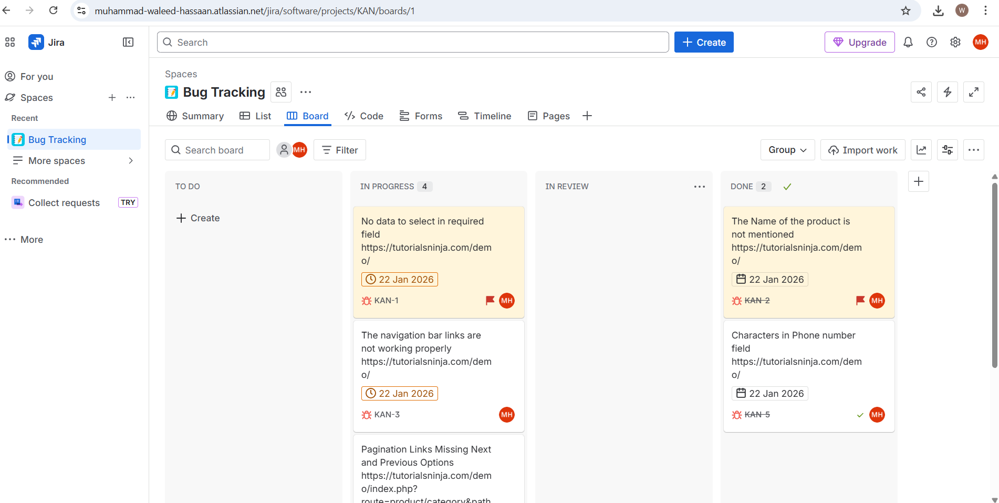 muhammad-waleed-hassaan.atlassian.net/jira/software/projects/KAN/boards/1
W
Jira
Search
Create
Upgrade
MH
For you
Spaces
Recent
Bug Tracking
More spaces
Recommended
Collect requests
TRY
More
Spaces
Bug Tracking
Summary
List
Board
Code
Forms
Timeline
Pages
Search board
MH
Filter
Group
Import work
TO DO
Create
IN PROGRESS 4
No data to select in required
field
https://tutorialsninja.com/dem
o/
22 Jan 2026
KAN-1
MH
The navigation bar links are
not working properly
https://tutorialsninja.com/dem
o/
22 Jan 2026
KAN-3
MH
Pagination Links Missing Next
and Previous Options
https://tutorialsninja.com/dem
o/index.php?
route=product/category&path
IN REVIEW
DONE 2
The Name of the product is
not mentioned
https://tutorialsninja.com/dem
o/
22 Jan 2026
KAN-2
MH
Characters in Phone number
field
https://tutorialsninja.com/dem
o/
22 Jan 2026
KAN-5
MH